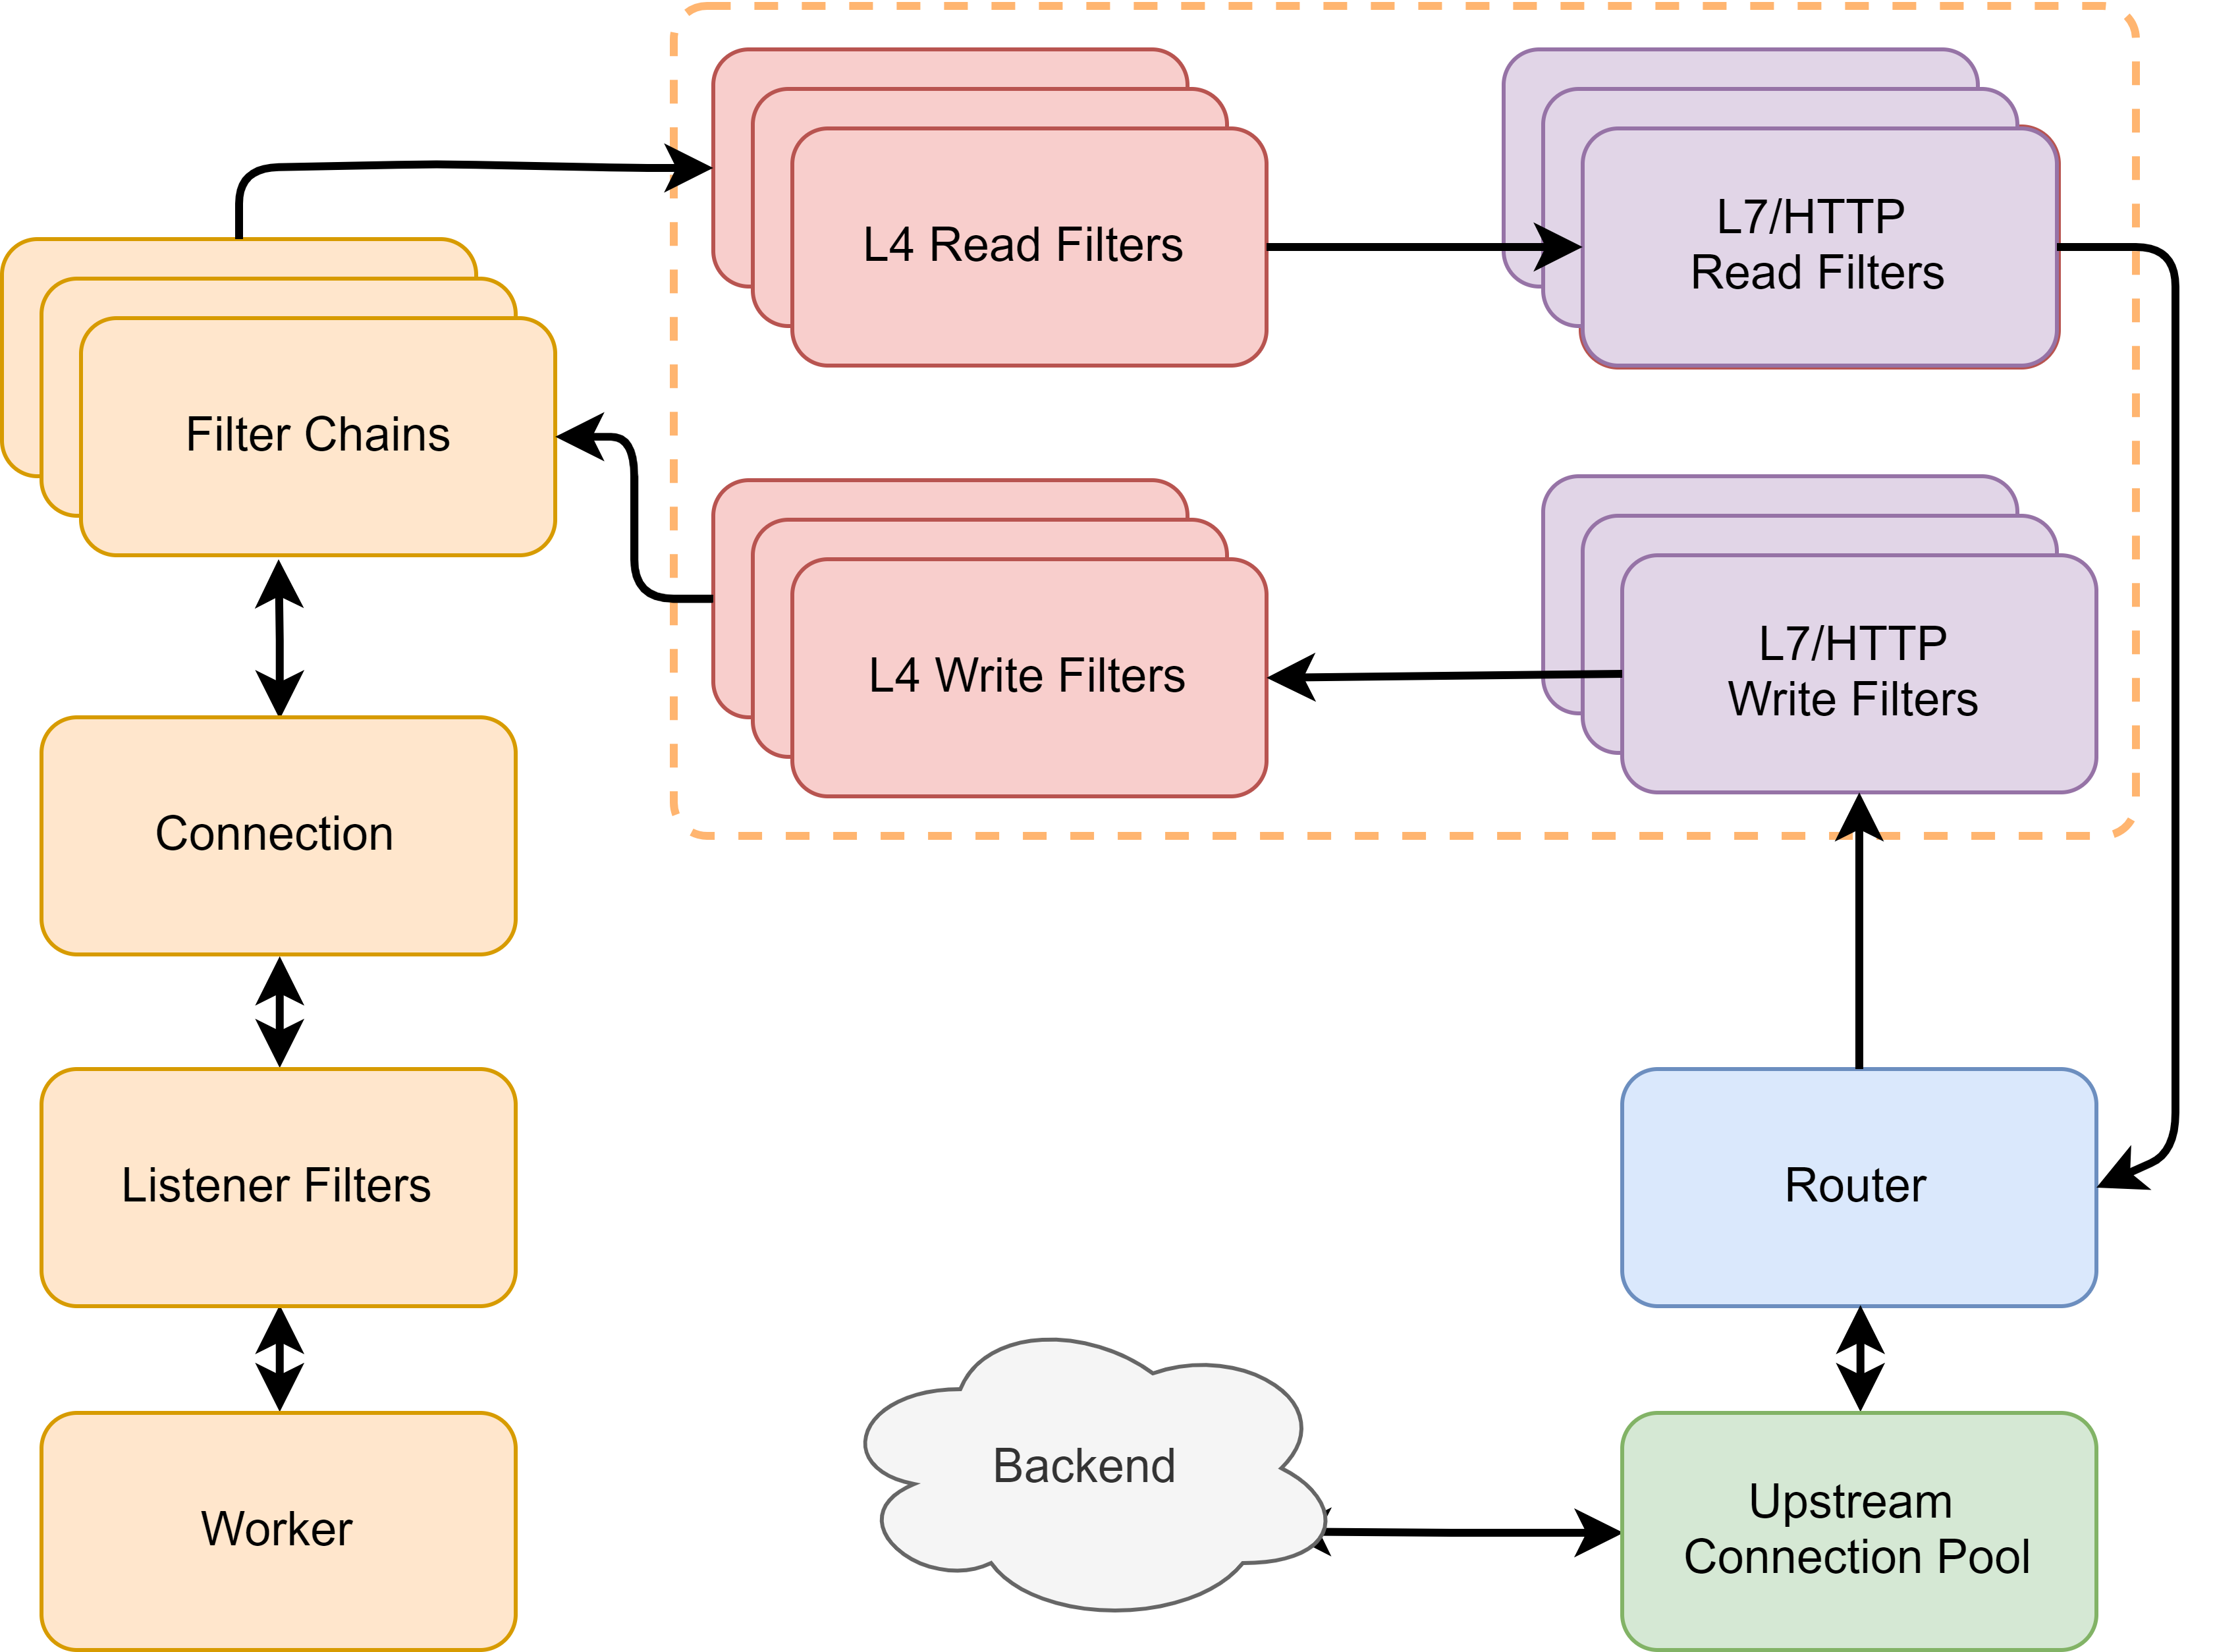 L4 Read Filters
L7/HTTP
Read Filters
Filter Chains
L4 Write Filters
L7/HTTP
Write Filters
Connection
Listener Filters
Router
Backend
Worker
Upstream
Connection Pool